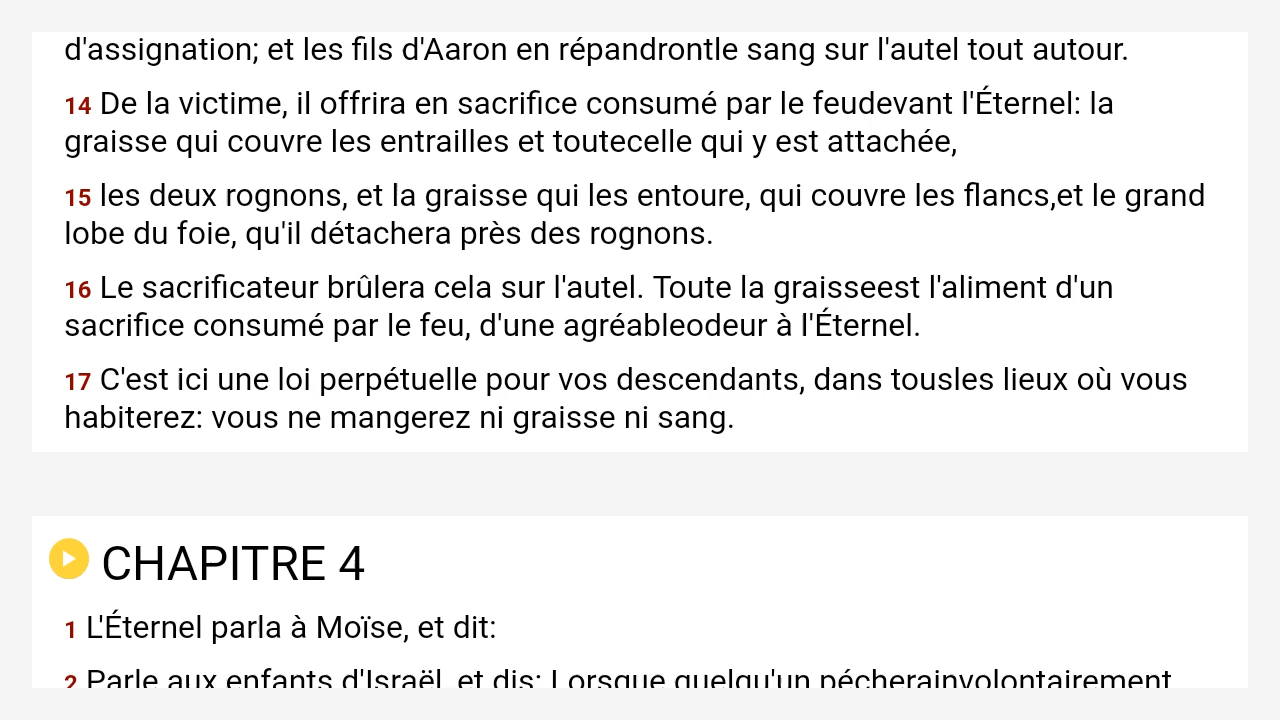 d'assignation; et les fils d'Aaron en répandrontle sang sur l'autel tout autour.
14 De la victime, il offrira en sacrifice consumé par le feudevant l'Éternel: la
graisse qui couvre les entrailles et toutecelle qui y est attachée,
15 les deux rognons, et la graisse qui les entoure, qui couvre les flancs,et le grand
lobe du foie, qu'il détachera près des rognons.
16 Le sacrificateur brûlera cela sur l'autel. Toute la graisseest l'aliment d'un
sacrifice consumé par le feu, d'une agréableodeur à l'Éternel.
17 C'est ici une loi perpétuelle pour vos descendants, dans tousles lieux où vous
habiterez: vous ne mangerez ni graisse ni sang.
CHAPITRE 4
1 L'Éternel parla à Moïse, et dit:
2 Parle aux enfants d'Israël, et dis: Lorsque quelqu'un pécherainvolontairement